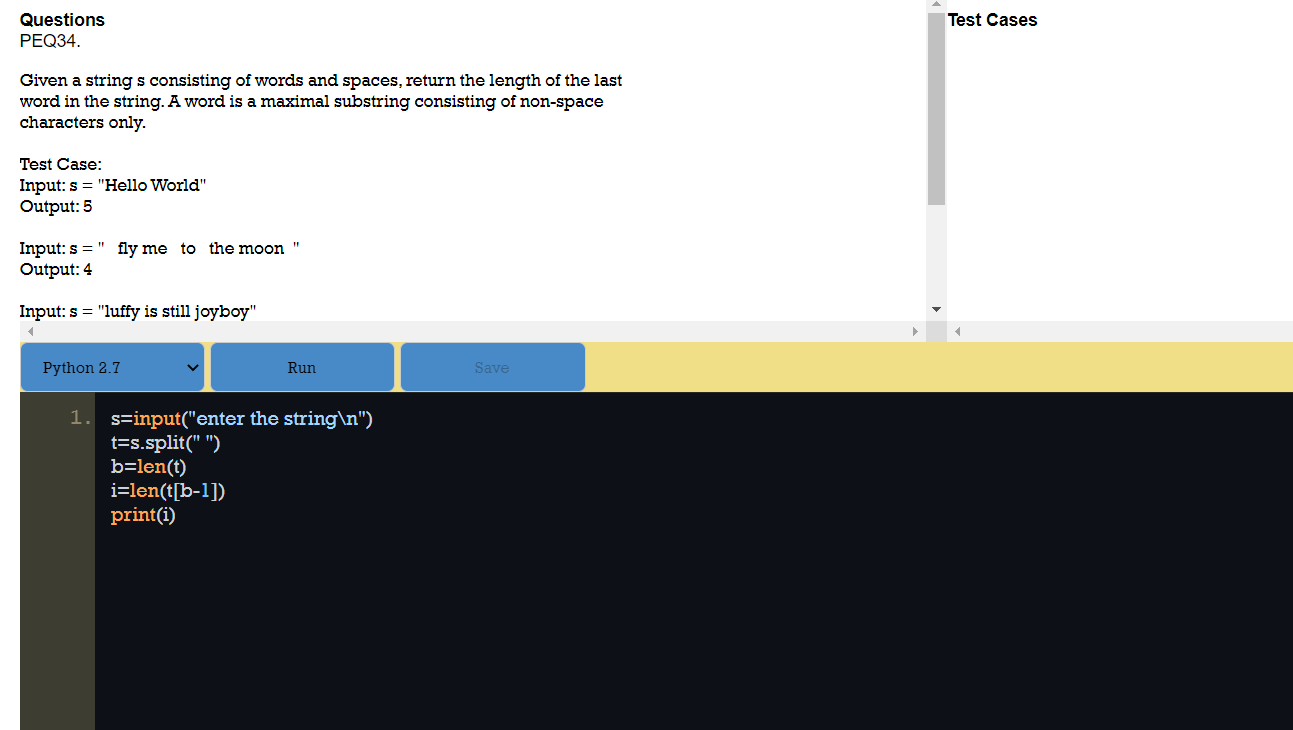 Questions
PEQ34.
Given a string s consisting of words and spaces, return the length of the last
word in the string. A word is a maximal substring consisting of non-space
characters only.
Test Case:
Input: s = "Hello World"
Output: 5
Input: s = "   fly me   to   the moon  "
Output: 4
Input: s = "luffy is still joyboy"
Test Cases
Python 2.7
Run
Save
1.
s=input("enter the string\n")
t=s.split(" ")
b=len(t)
i=len(t[b-1])
print(i)